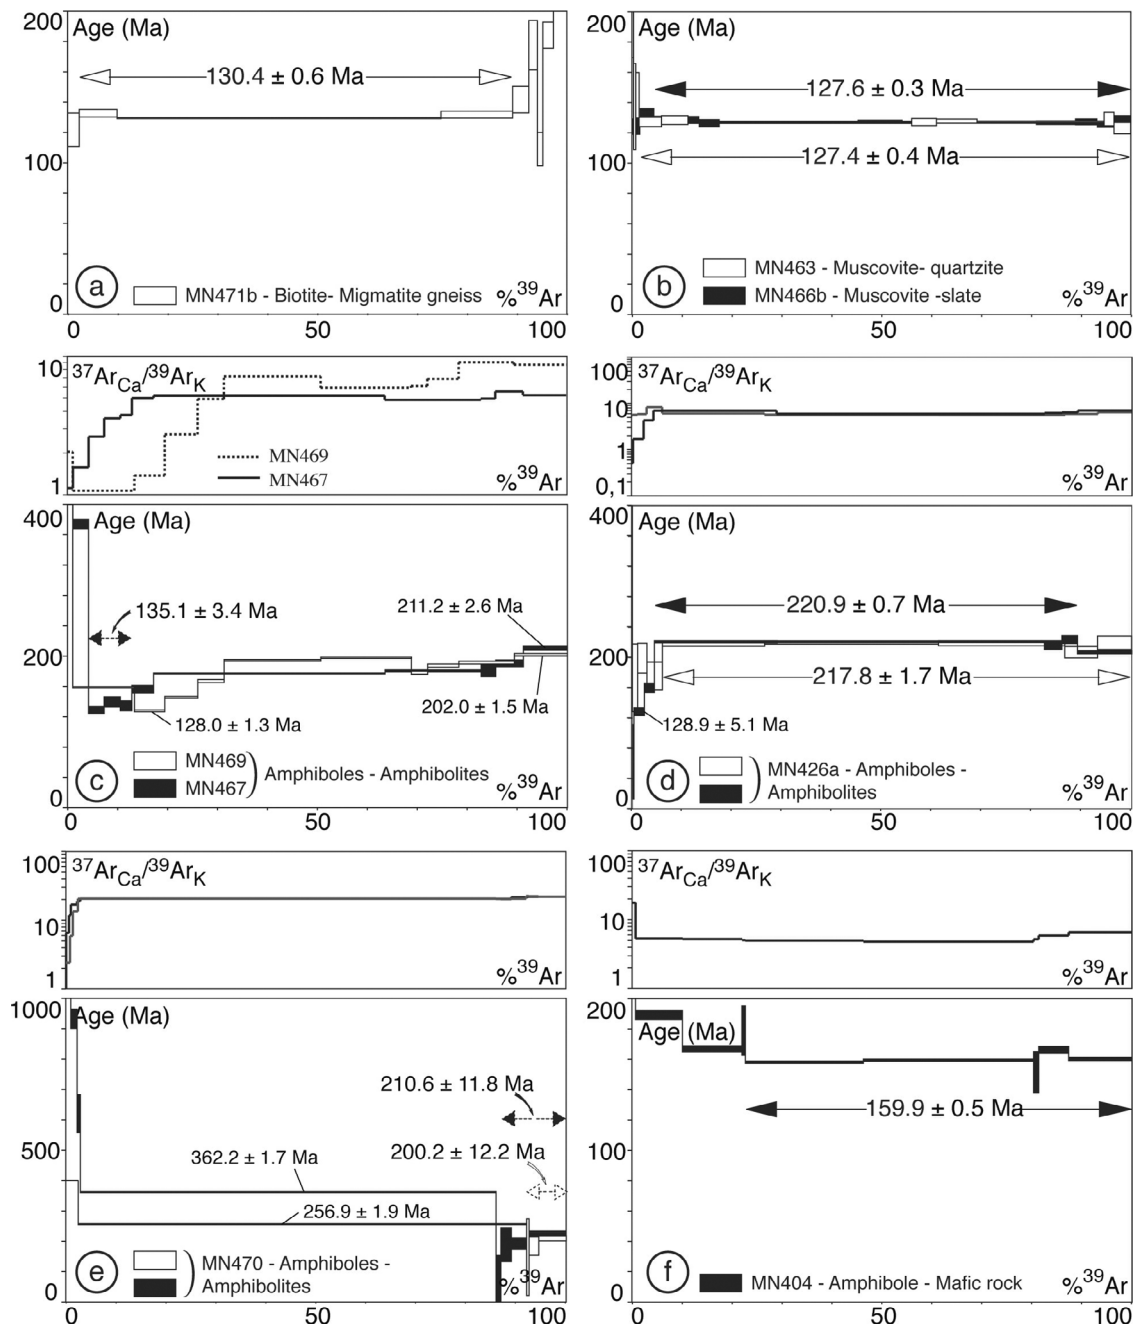 200
Age (Ma)
130.4 ± 0.6 Ma
100
a
MN471b - Biotite- Migmatite gneiss
%39Ar
0
0 50 100
200
Age (Ma)
127.6 ± 0.3 Ma
127.4 ± 0.4 Ma
100
b
MN463 - Muscovite- quartzite
MN466b - Muscovite -slate
%39Ar
0
0 50 100
10
37ArCa/39ArK
MN469
MN467
1
%39Ar
400
Age (Ma)
135.1 ± 3.4 Ma
211.2 ± 2.6 Ma
200
202.0 ± 1.5 Ma
128.0 ± 1.3 Ma
c
MN469
MN467
Amphiboles - Amphibolites
%39Ar
0
0 50 100
100
37ArCa/39ArK
10
1
0,1
%39Ar
400
Age (Ma)
220.9 ± 0.7 Ma
200
217.8 ± 1.7 Ma
128.9 ± 5.1 Ma
d
MN426a - Amphiboles -
Amphibolites
%39Ar
0
0 50 100
100
37ArCa/39ArK
10
1
%39Ar
1000
Age (Ma)
210.6 ± 11.8 Ma
500
200.2 ± 12.2 Ma
362.2 ± 1.7 Ma
256.9 ± 1.9 Ma
e
MN470 - Amphiboles -
Amphibolites
%39Ar
0
0 50 100
100
37ArCa/39ArK
10
1
%39Ar
200
Age (Ma)
159.9 ± 0.5 Ma
100
f
MN404 - Amphibole - Mafic rock
%39Ar
0
0 50 100